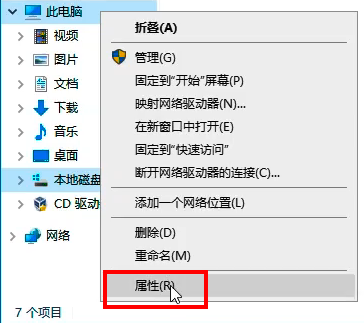 此电脑
视频
图片
文档
下载
音乐
桌面
本地磁盘
CD 驱动
网络
7 个项目
折叠(A)
管理(G)
固定到"开始"屏幕(P)
映射网络驱动器(N)...
在新窗口中打开(E)
固定到"快速访问"
断开网络驱动器的连接(C)...
添加一个网络位置(L)
删除(D)
重命名(M)
属性(R)